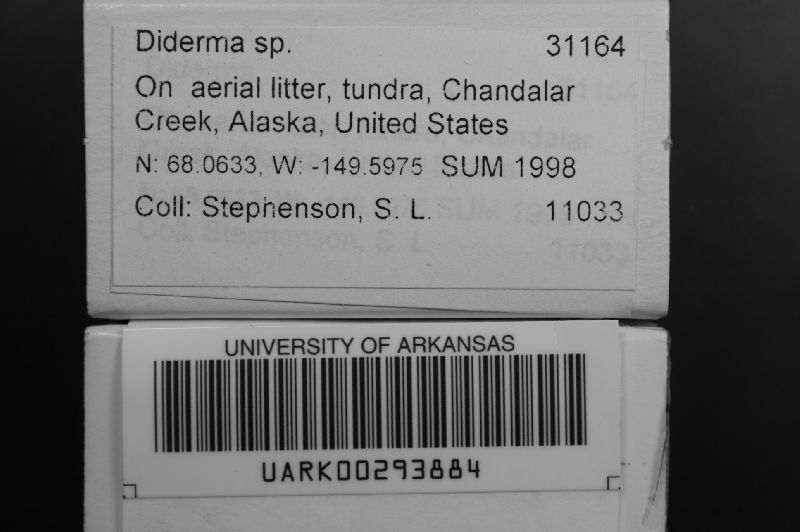 Diderma sp. 31164
On aerial litter, tundra, Chandalar
Creek, Alaska, United States
N: 68.0633, W: -149.5975 SUM 1998
Coll: Stephenson, S. L. 11033
UNIVERSITY OF ARKANSAS
UARK00293884